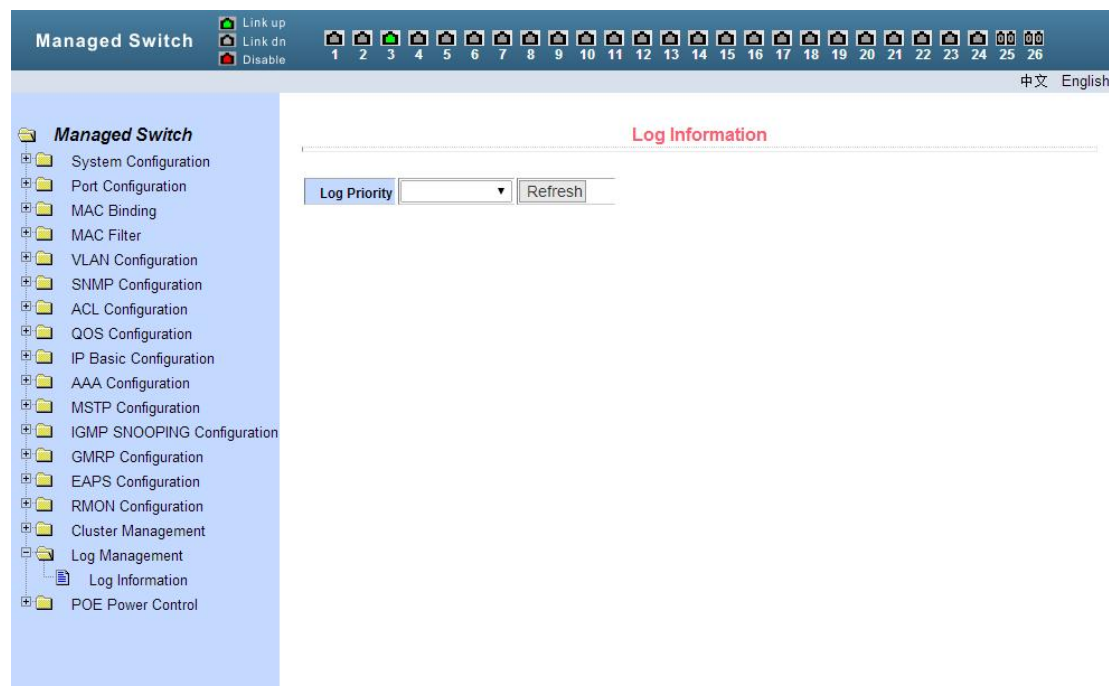 Managed Switch
Link up
Link dn
Disable
1 2 3 4 5 6 7 8 9 10 11 12 13 14 15 16 17 18 19 20 21 22 23 24 25 26
中文 English
Managed Switch
System Configuration
Port Configuration
MAC Binding
MAC Filter
VLAN Configuration
SNMP Configuration
ACL Configuration
QOS Configuration
IP Basic Configuration
AAA Configuration
MSTP Configuration
IGMP SNOOPING Configuration
GMRP Configuration
EAPS Configuration
RMON Configuration
Cluster Management
Log Management
Log Information
POE Power Control
Log Information
Log Priority Refresh